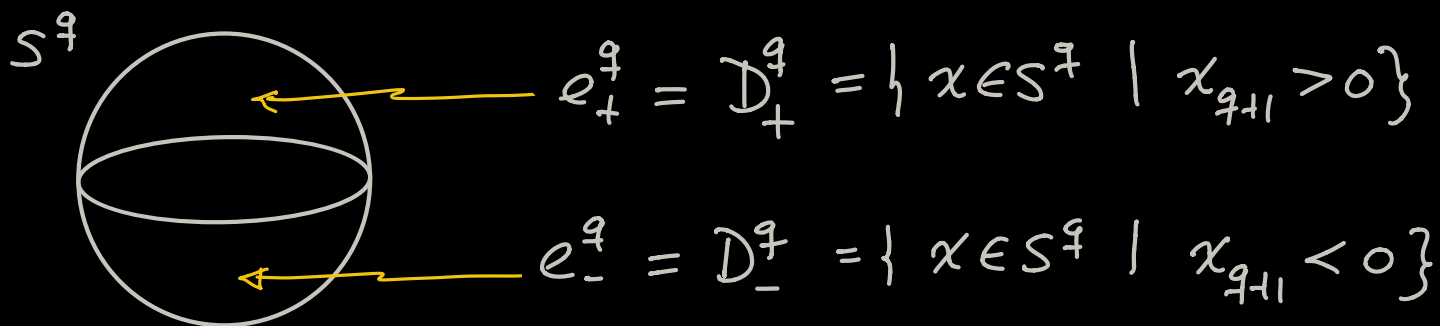 S^q
e^q_+ = D^q_+ = { x ∈ S^q | x_{q+1} > 0 }
e^q_- = D^q_- = { x ∈ S^q | x_{q+1} < 0 }